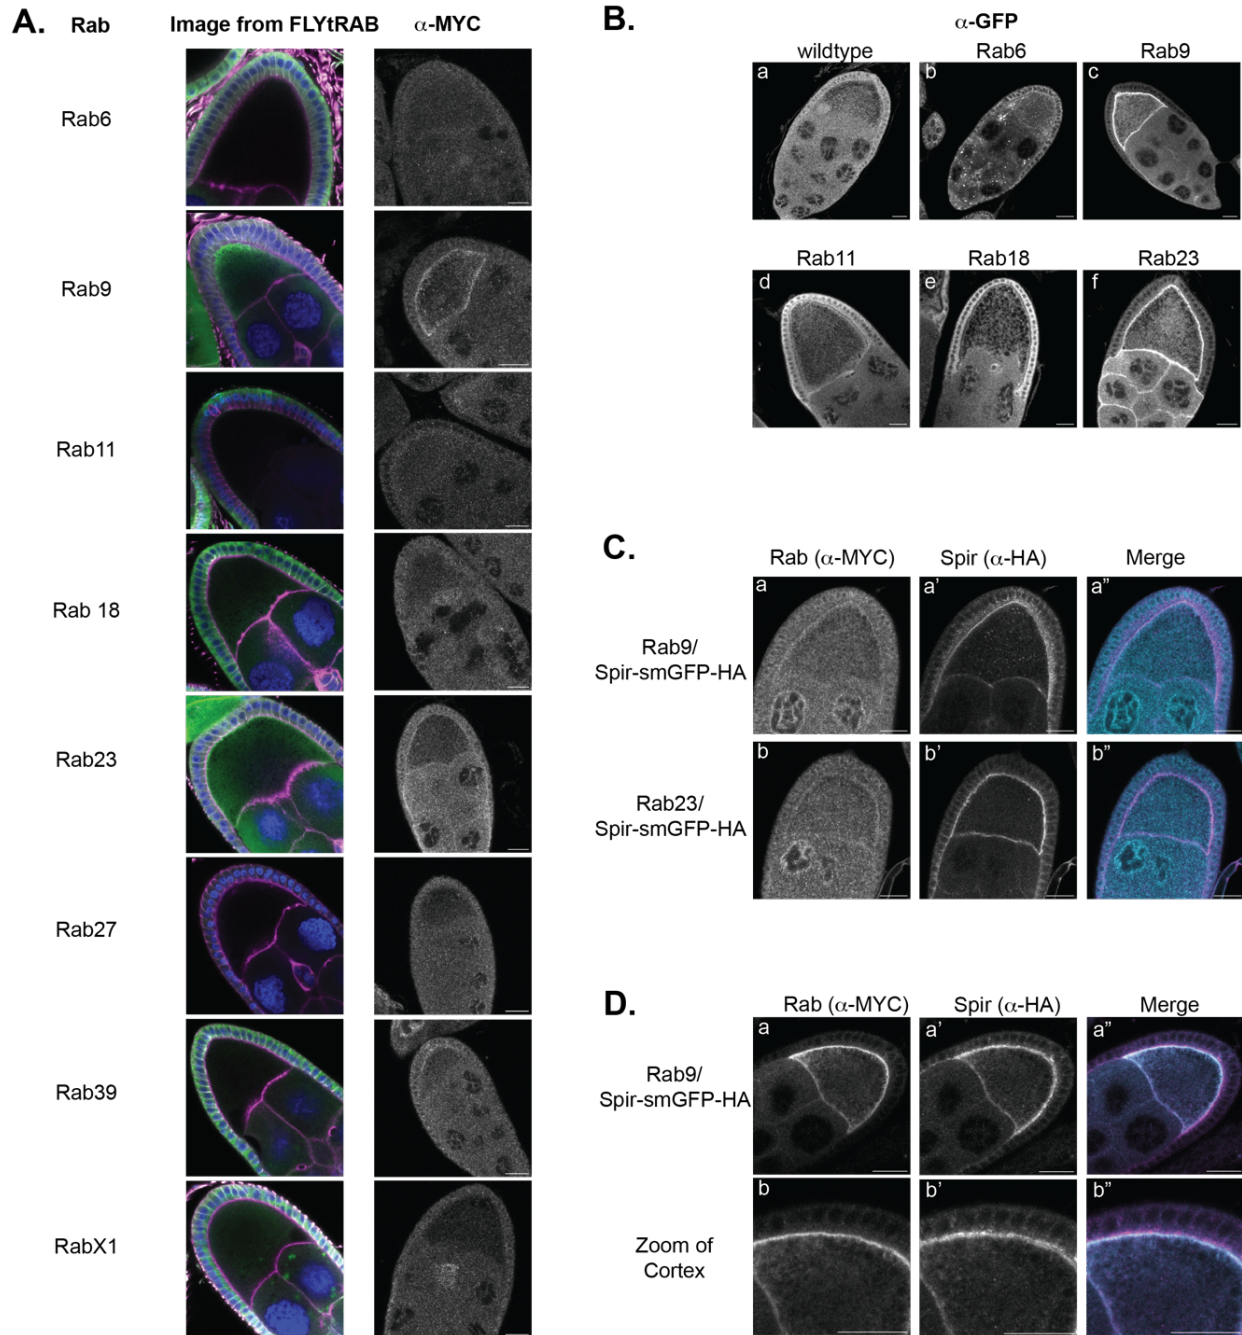 A.
Rab
Image from FLYtRAB
α-MYC
Rab6
Rab9
Rab11
Rab 18
Rab23
Rab27
Rab39
RabX1
B.
α-GFP
wildtype
Rab6
Rab9
a
b
c
Rab11
Rab18
Rab23
d
e
f
C.
Rab (α-MYC)
Spir (α-HA)
Merge
a
a’
a”
Rab9/
Spir-smGFP-HA
b
b’
b”
Rab23/
Spir-smGFP-HA
D.
Rab (α-MYC)
Spir (α-HA)
Merge
a
a’
a”
Rab9/
Spir-smGFP-HA
b
b’
b”
Zoom of
Cortex